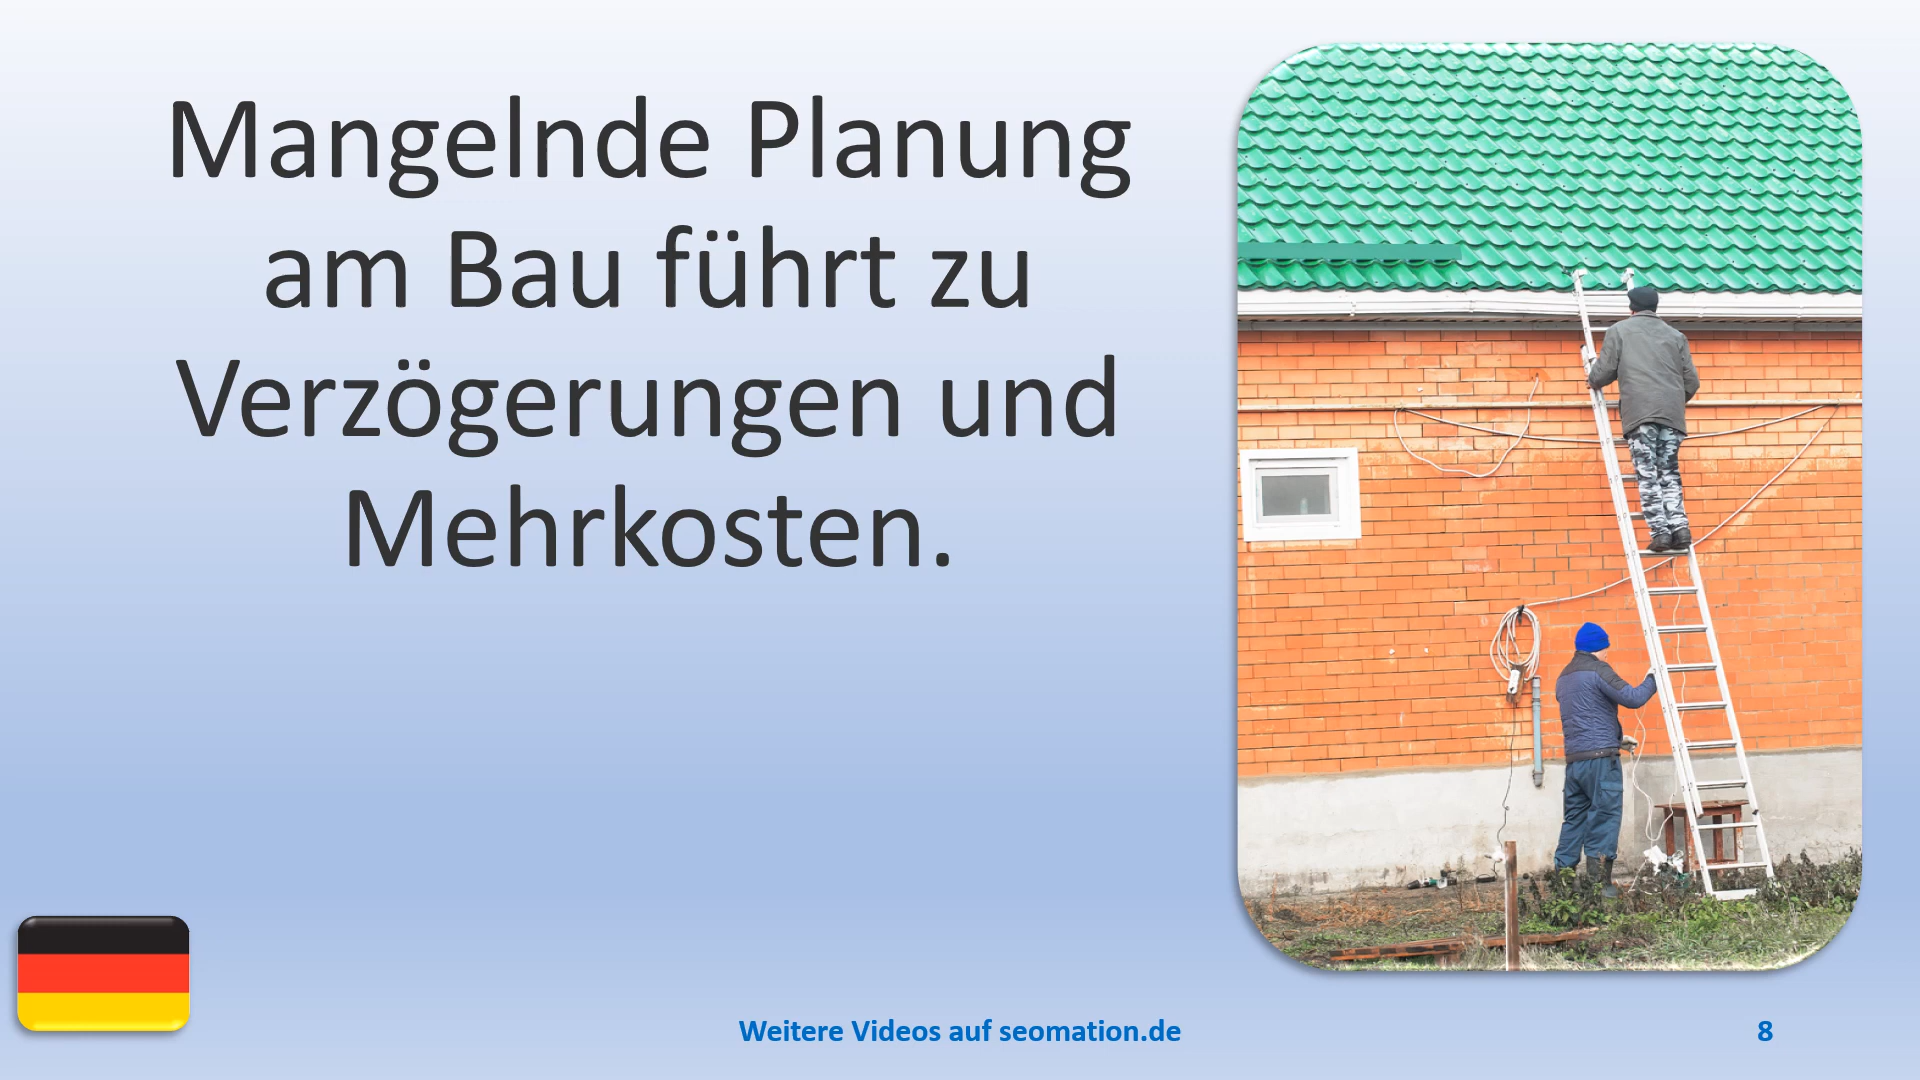 Mangelnde Planung
am Bau führt zu
Verzögerungen und
Mehrkosten.
Weitere Videos auf seomation.de
8